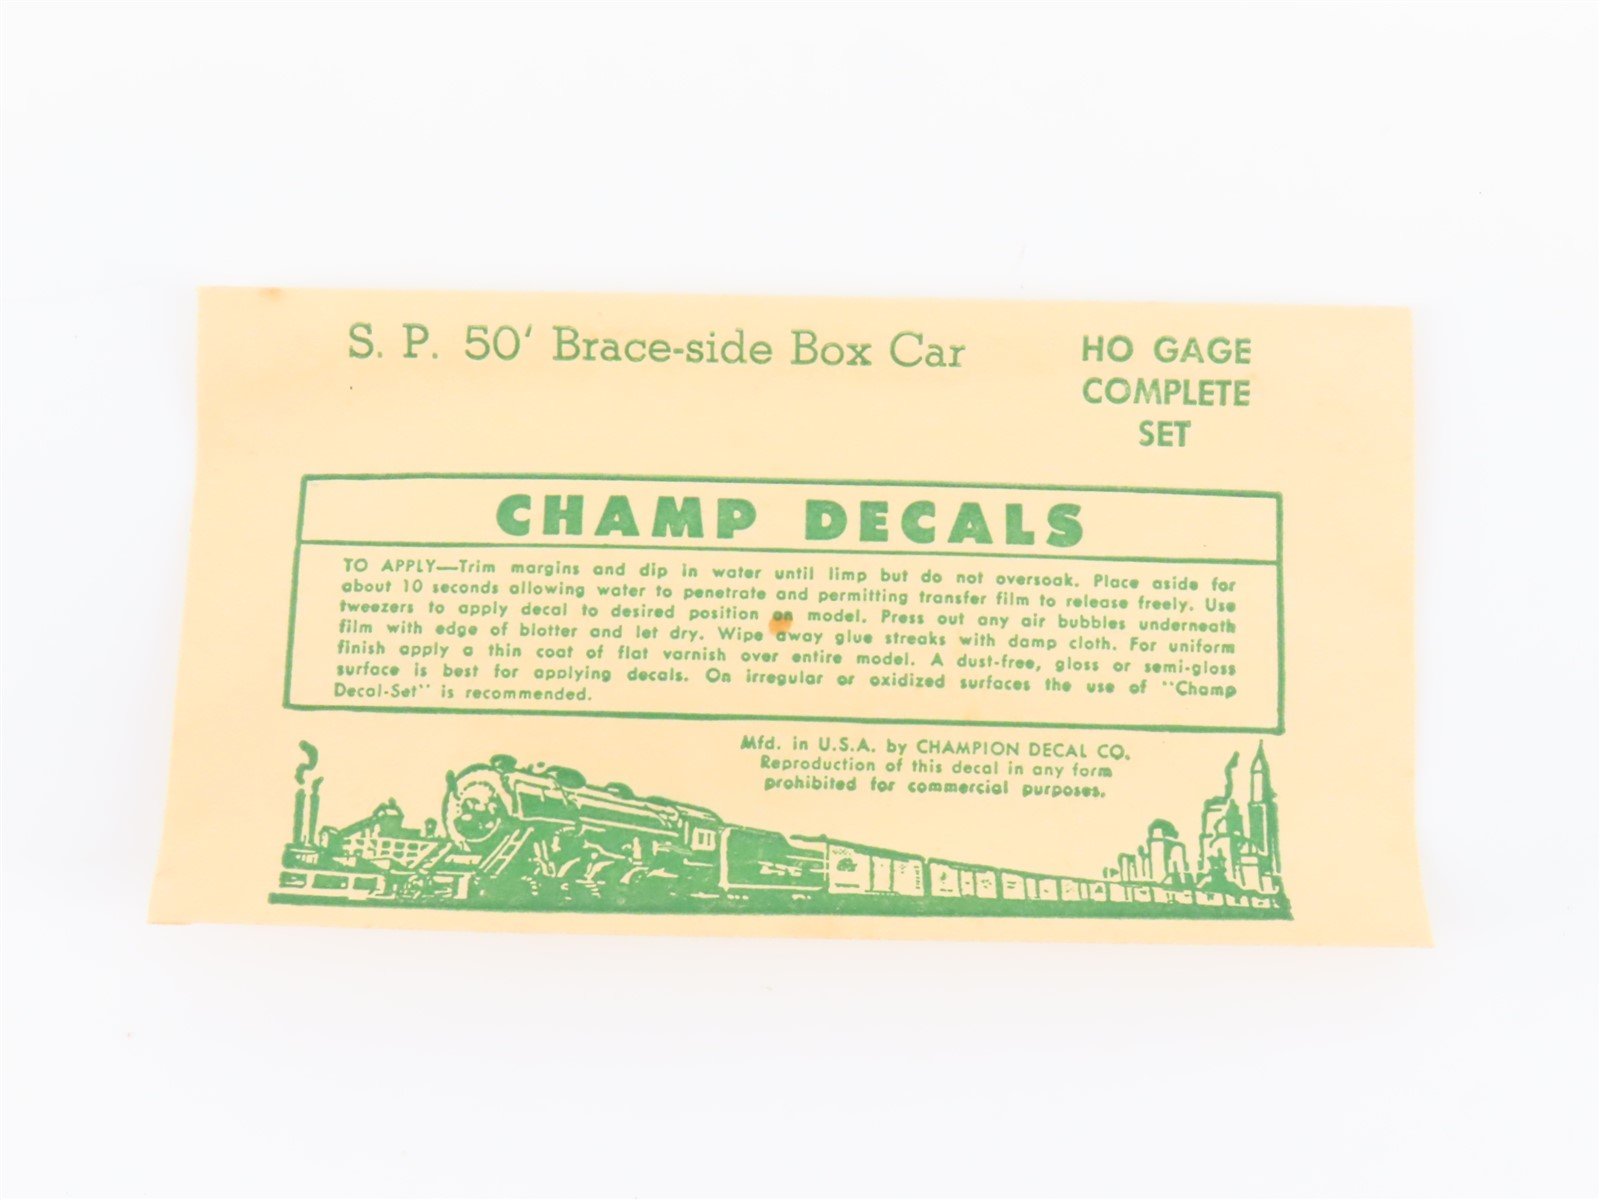 S. P. 50' Brace-side Box Car
HO GAGE
COMPLETE
SET
CHAMP DECALS
TO APPLY—Trim margins and dip in water until limp but do not oversoak. Place aside for
about 10 seconds allowing water to penetrate and permitting transfer film to release freely. Use
tweezers to apply decal to desired position on model. Press out any air bubbles underneath
film with edge of blotter and let dry. Wipe away glue streaks with damp cloth. For uniform
finish apply a thin coat of flat varnish over entire model. A dust-free, gloss or semi-gloss
surface is best for applying decals. On irregular or oxidized surfaces the use of "Champ
Decal-Set" is recommended.
Mfd. in U.S.A. by CHAMPION DECAL CO.
Reproduction of this decal in any form
prohibited for commercial purposes.